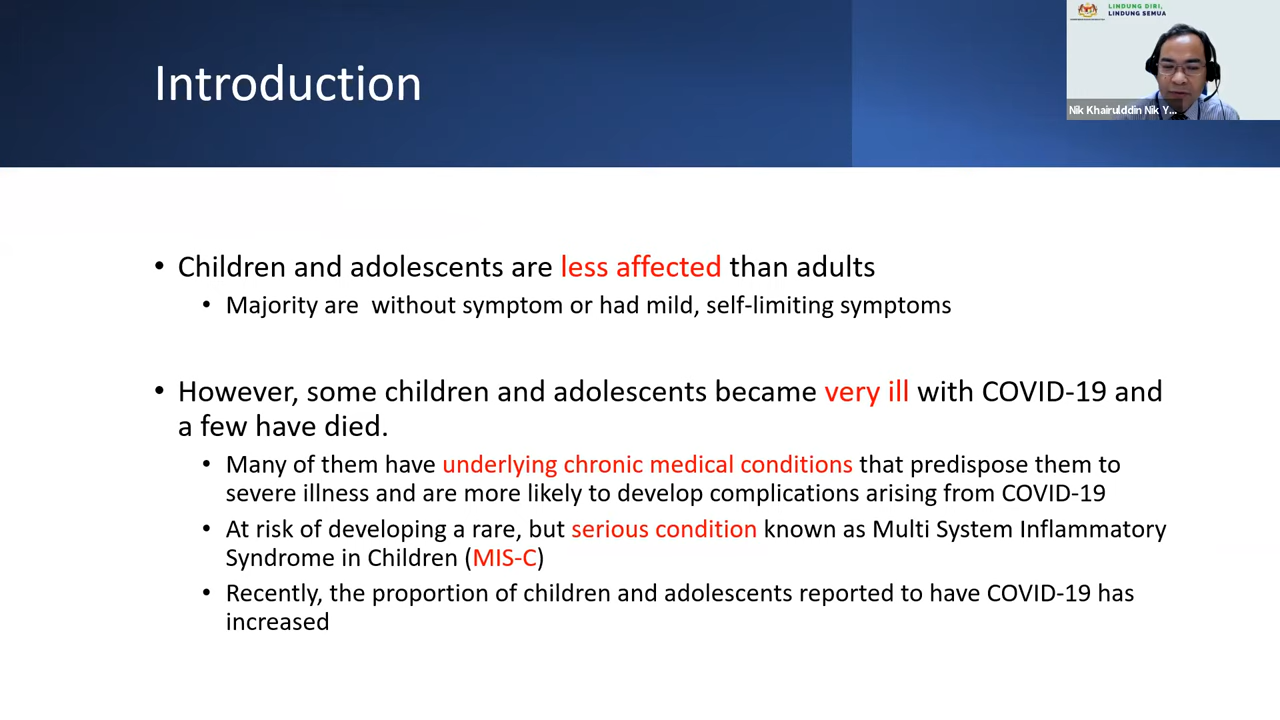 Introduction
LINDUNG DIRI,
LINDUNG SEMUA
Nik Khairulddin Nik Y...
• Children and adolescents are less affected than adults
• Majority are without symptom or had mild, self-limiting symptoms
• However, some children and adolescents became very ill with COVID-19 and
a few have died.
• Many of them have underlying chronic medical conditions that predispose them to
severe illness and are more likely to develop complications arising from COVID-19
• At risk of developing a rare, but serious condition known as Multi System Inflammatory
Syndrome in Children (MIS-C)
• Recently, the proportion of children and adolescents reported to have COVID-19 has
increased